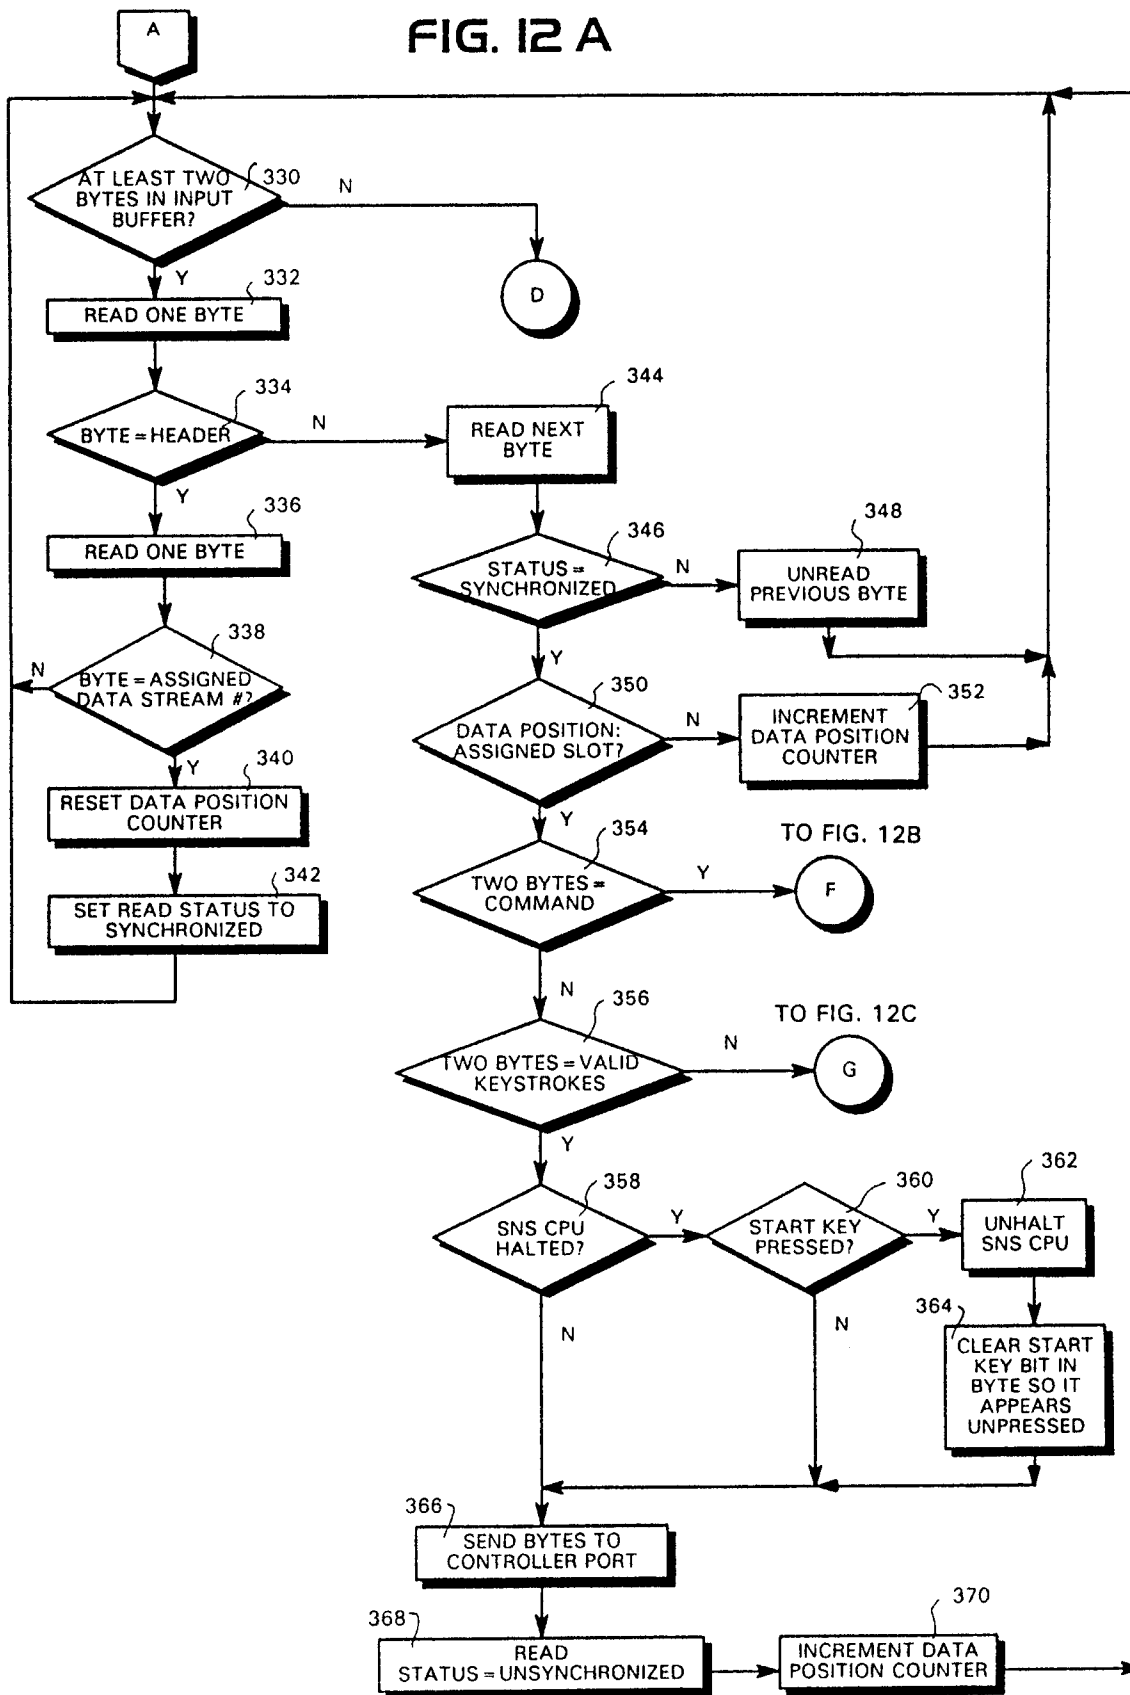 A
FIG. 12 A
AT LEAST TWO
BYTES IN INPUT
BUFFER?
330
N
D
Y
332
READ ONE BYTE
334
BYTE = HEADER
N
344
READ NEXT
BYTE
Y
336
READ ONE BYTE
346
STATUS =
SYNCHRONIZED
N
348
UNREAD
PREVIOUS BYTE
338
BYTE = ASSIGNED
DATA STREAM #?
N
Y
350
DATA POSITION:
ASSIGNED SLOT?
N
352
INCREMENT
DATA POSITION
COUNTER
Y
340
RESET DATA POSITION
COUNTER
Y
354
TWO BYTES =
COMMAND
Y
TO FIG. 12B
F
342
SET READ STATUS TO
SYNCHRONIZED
N
356
TWO BYTES = VALID
KEYSTROKES
N
TO FIG. 12C
G
Y
358
SNS CPU
HALTED?
Y
360
START KEY
PRESSED?
Y
362
UNHALT
SNS CPU
N
N
364
CLEAR START
KEY BIT IN
BYTE SO IT
APPEARS
UNPRESSED
366
SEND BYTES TO
CONTROLLER PORT
368
READ
STATUS = UNSYNCHRONIZED
370
INCREMENT DATA
POSITION COUNTER